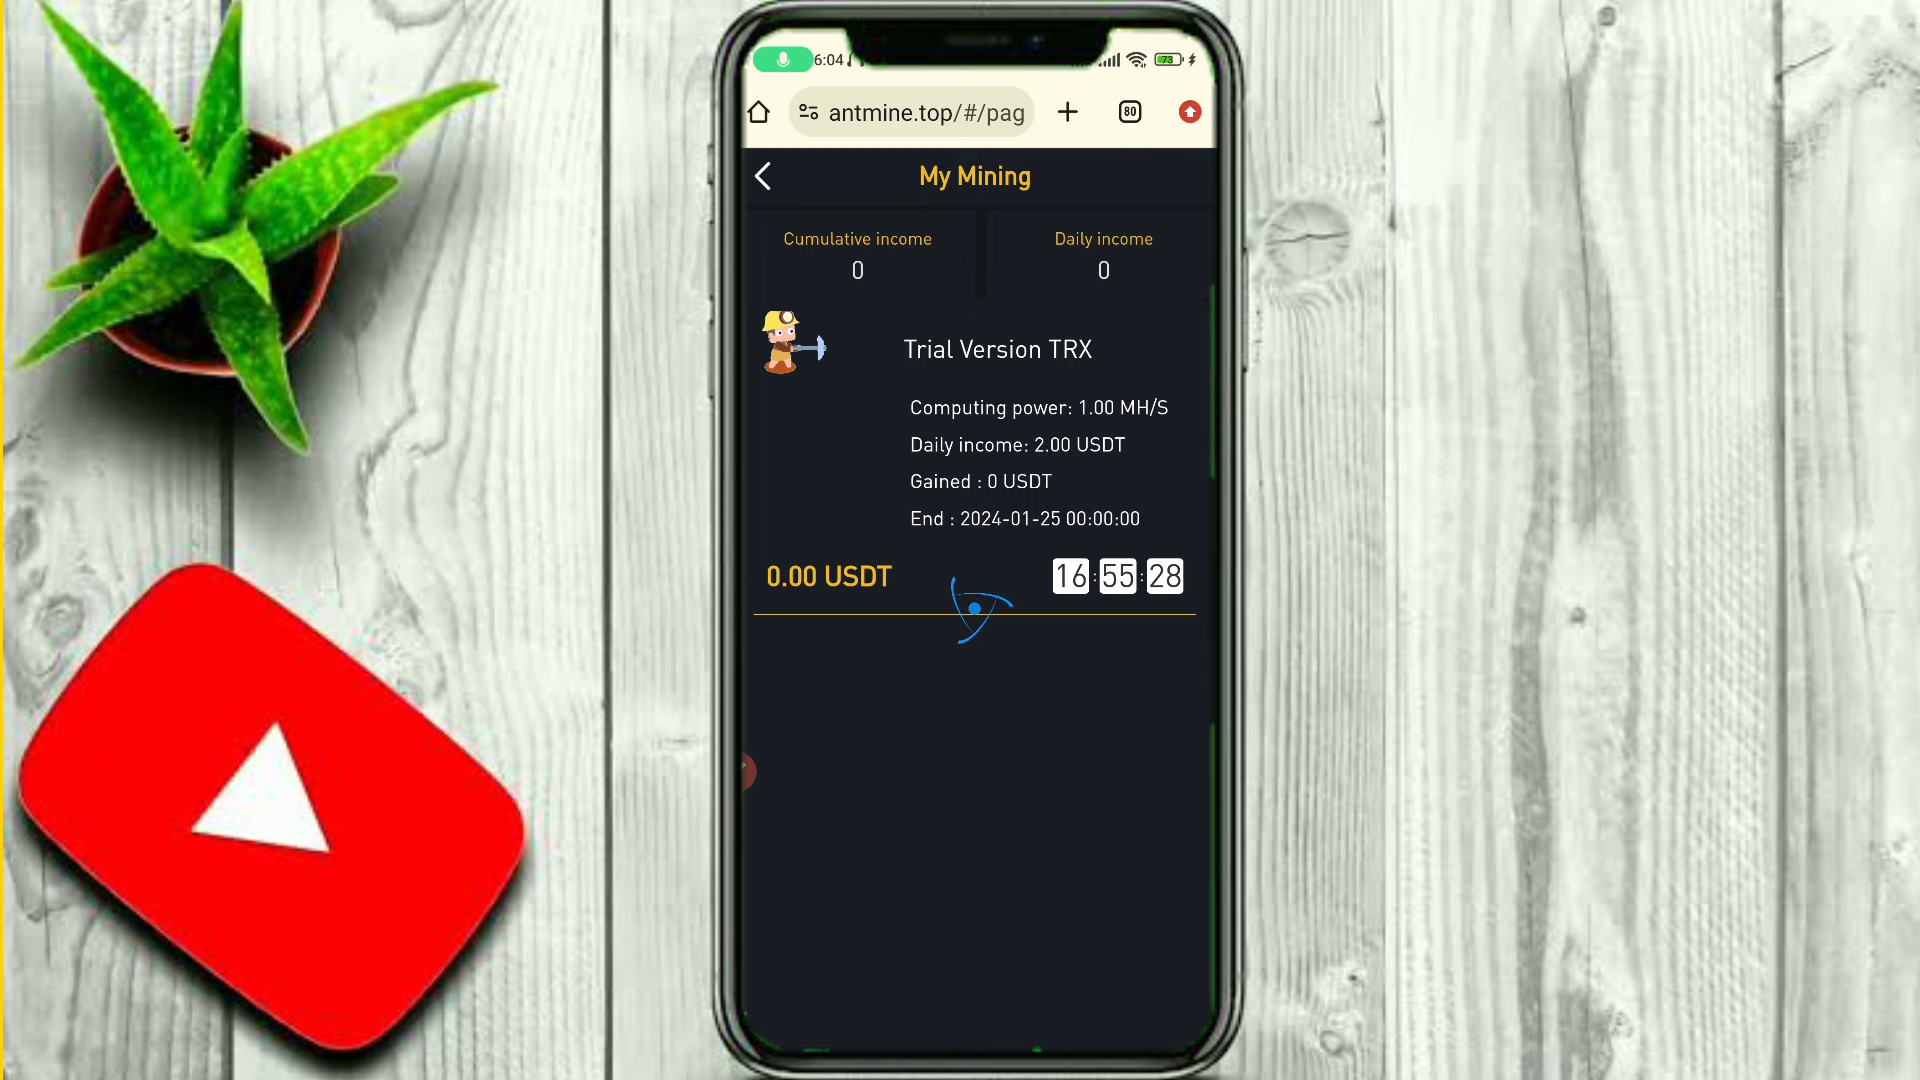 6:04
73
antmine.top/#/pag
80
My Mining
Cumulative income
Daily income
0
0
Trial Version TRX
Computing power: 1.00 MH/S
Daily income: 2.00 USDT
Gained : 0 USDT
End : 2024-01-25 00:00:00
0.00 USDT
16:55:28